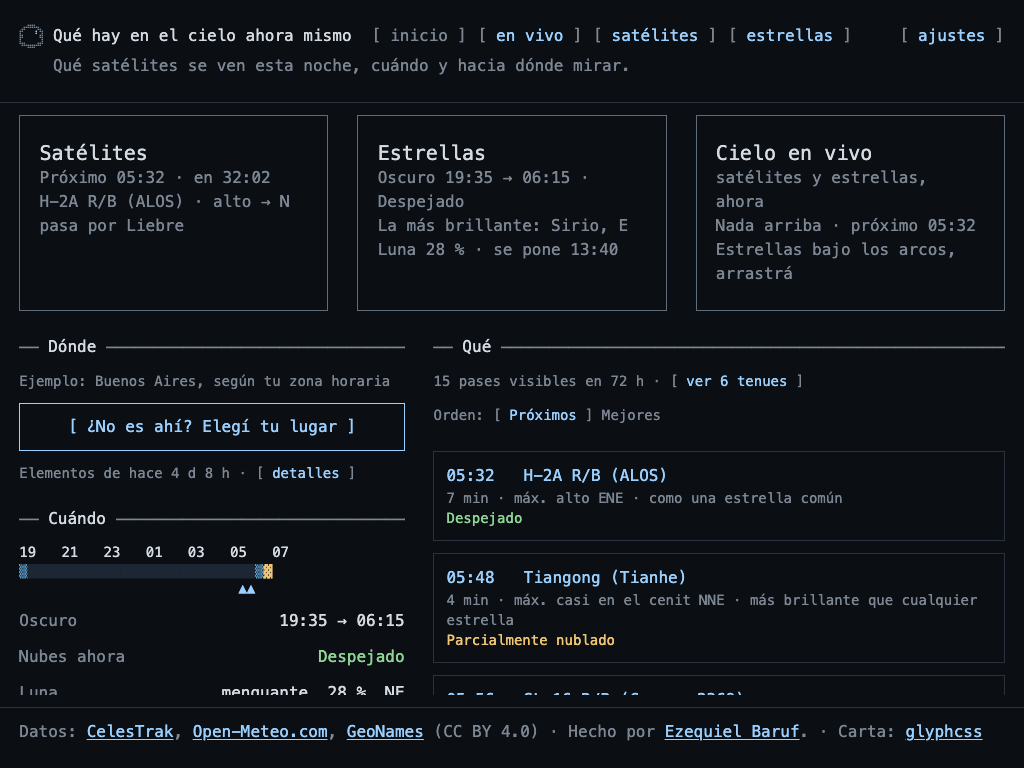 Qué hay en el cielo ahora mismo [ inicio ] [ en vivo ] [ satélites ] [ estrellas ] [ ajustes ]
Qué satélites se ven esta noche, cuándo y hacia dónde mirar.
Satélites
Próximo 05:32 · en 32:02
H-2A R/B (ALOS) · alto → N
pasa por Liebre
Estrellas
Oscuro 19:35 → 06:15 ·
Despejado
La más brillante: Sirio, E
Luna 28 % · se pone 13:40
Cielo en vivo
satélites y estrellas,
ahora
Nada arriba · próximo 05:32
Estrellas bajo los arcos,
arrastrá
Dónde
Ejemplo: Buenos Aires, según tu zona horaria
[ ¿No es ahí? Elegí tu lugar ]
Elementos de hace 4 d 8 h · [ detalles ]
Cuándo
19 21 23 01 03 05 07
Oscuro 19:35 → 06:15
Nubes ahora Despejado
Luna menguante, 28 %, NE
Qué
15 pases visibles en 72 h · [ ver 6 tenues ]
Orden: [ Próximos ] Mejores
05:32 H-2A R/B (ALOS)
7 min · máx. alto ENE · como una estrella común
Despejado
05:48 Tiangong (Tianhe)
4 min · máx. casi en el cenit NNE · más brillante que cualquier
estrella
Parcialmente nublado
Datos: CelesTrak, Open-Meteo.com, GeoNames (CC BY 4.0) · Hecho por Ezequiel Baruf. · Carta: glyphcss